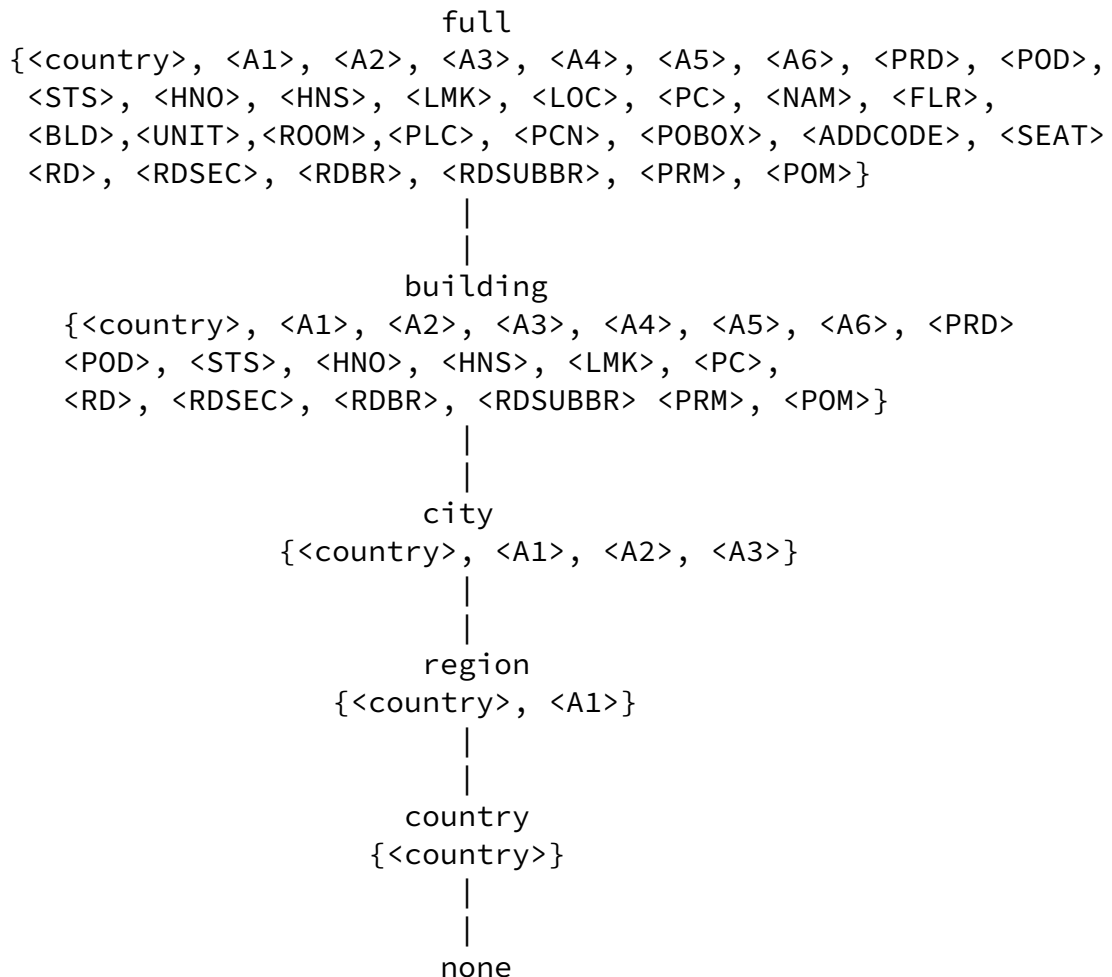 full
{<country>, <A1>, <A2>, <A3>, <A4>, <A5>, <A6>, <PRD>, <POD>,
<STS>, <HNO>, <HNS>, <LMK>, <LOC>, <PC>, <NAM>, <FLR>,
<BLD>,<UNIT>,<ROOM>,<PLC>, <PCN>, <POBOX>, <ADDCODE>, <SEAT>
<RD>, <RDSEC>, <RDBR>, <RDSUBBR>, <PRM>, <POM>}
|
|
building
{<country>, <A1>, <A2>, <A3>, <A4>, <A5>, <A6>, <PRD>
<POD>, <STS>, <HNO>, <HNS>, <LMK>, <PC>,
<RD>, <RDSEC>, <RDBR>, <RDSUBBR> <PRM>, <POM>}
|
|
city
{<country>, <A1>, <A2>, <A3>}
|
|
region
{<country>, <A1>}
|
|
country
{<country>}
|
|
none